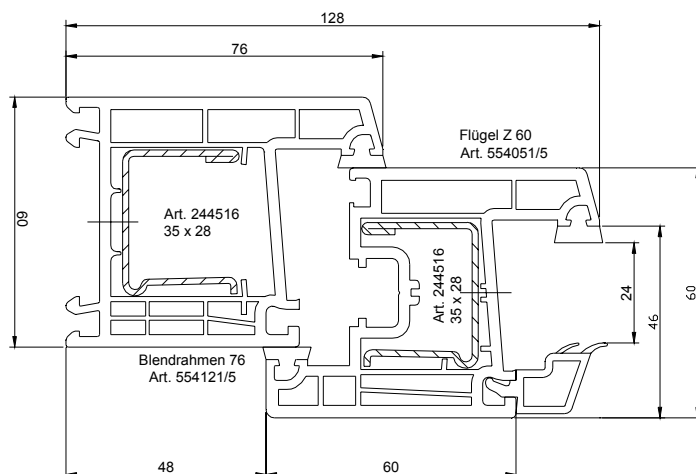 128
76
Flügel Z 60
Art. 554051/5
60
Art. 244516
35 x 28
Art. 244516
35 x 28
24
46
60
Blendrahmen 76
Art. 554121/5
48
60